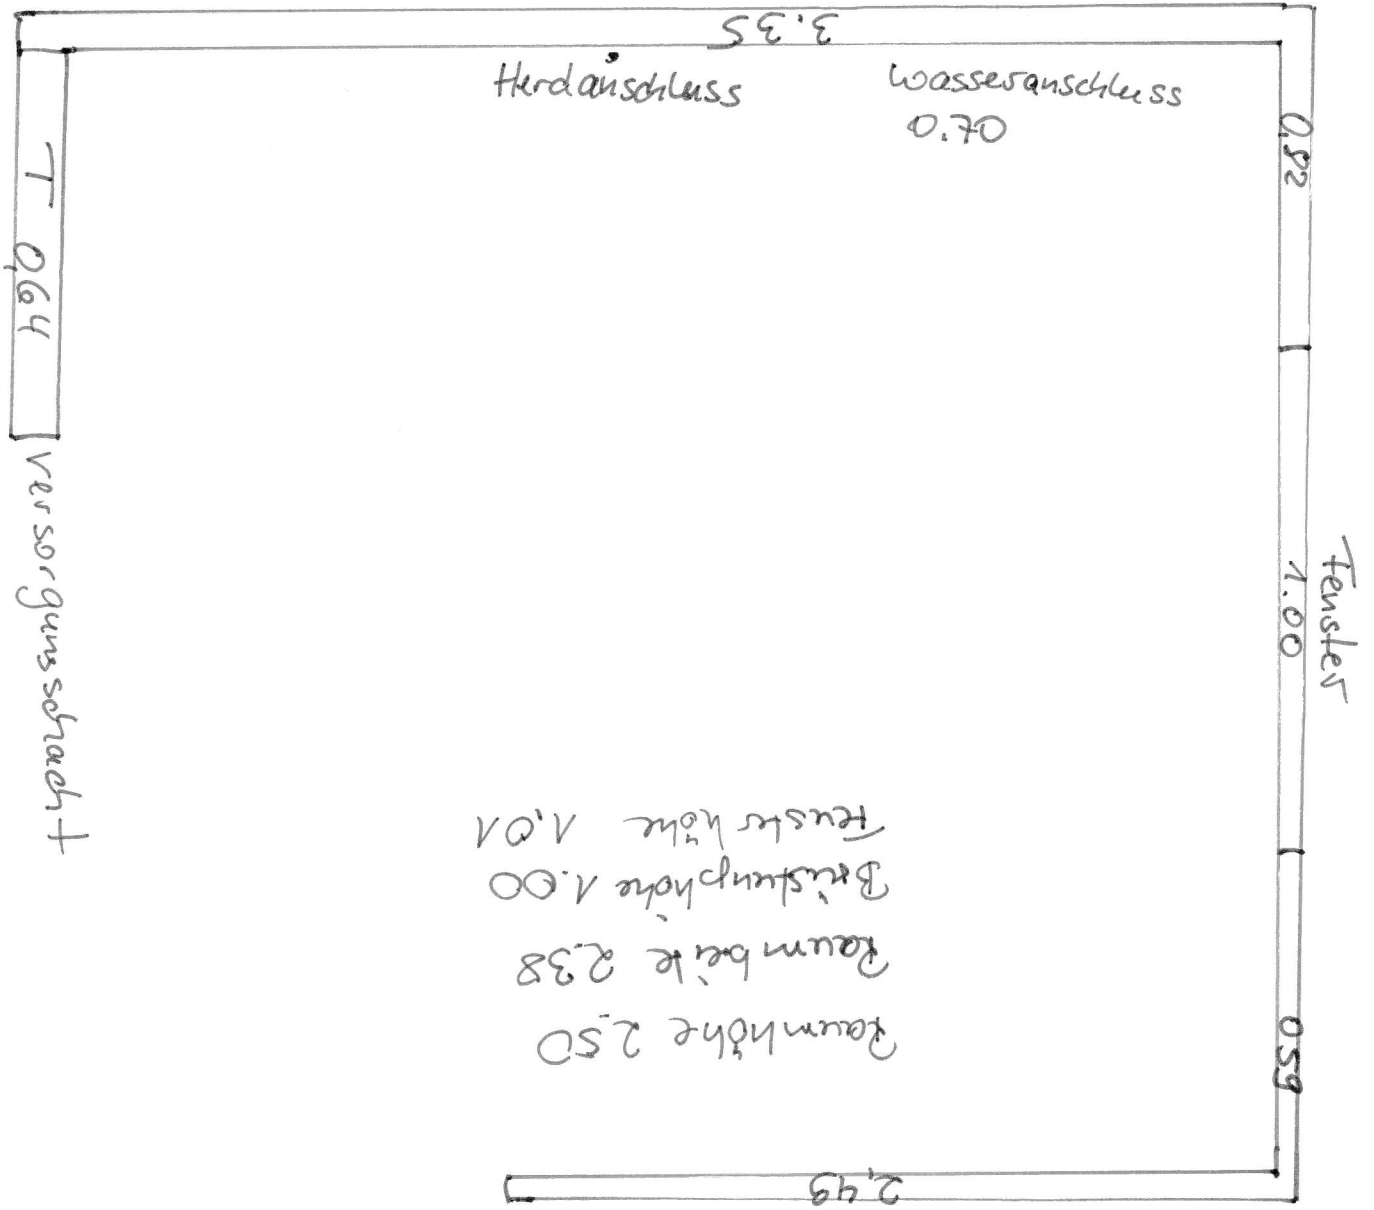 3.35
Herdanschluss
Wasseranschluss
0.70
0,82
T 0,64
Versorgungsschacht
Fenster
1.00
0.59
2,49
Raumhöhe 2.50
Raumbeite 2.38
Brüstungshöhe 1.00
Fensterhöhe 1,01